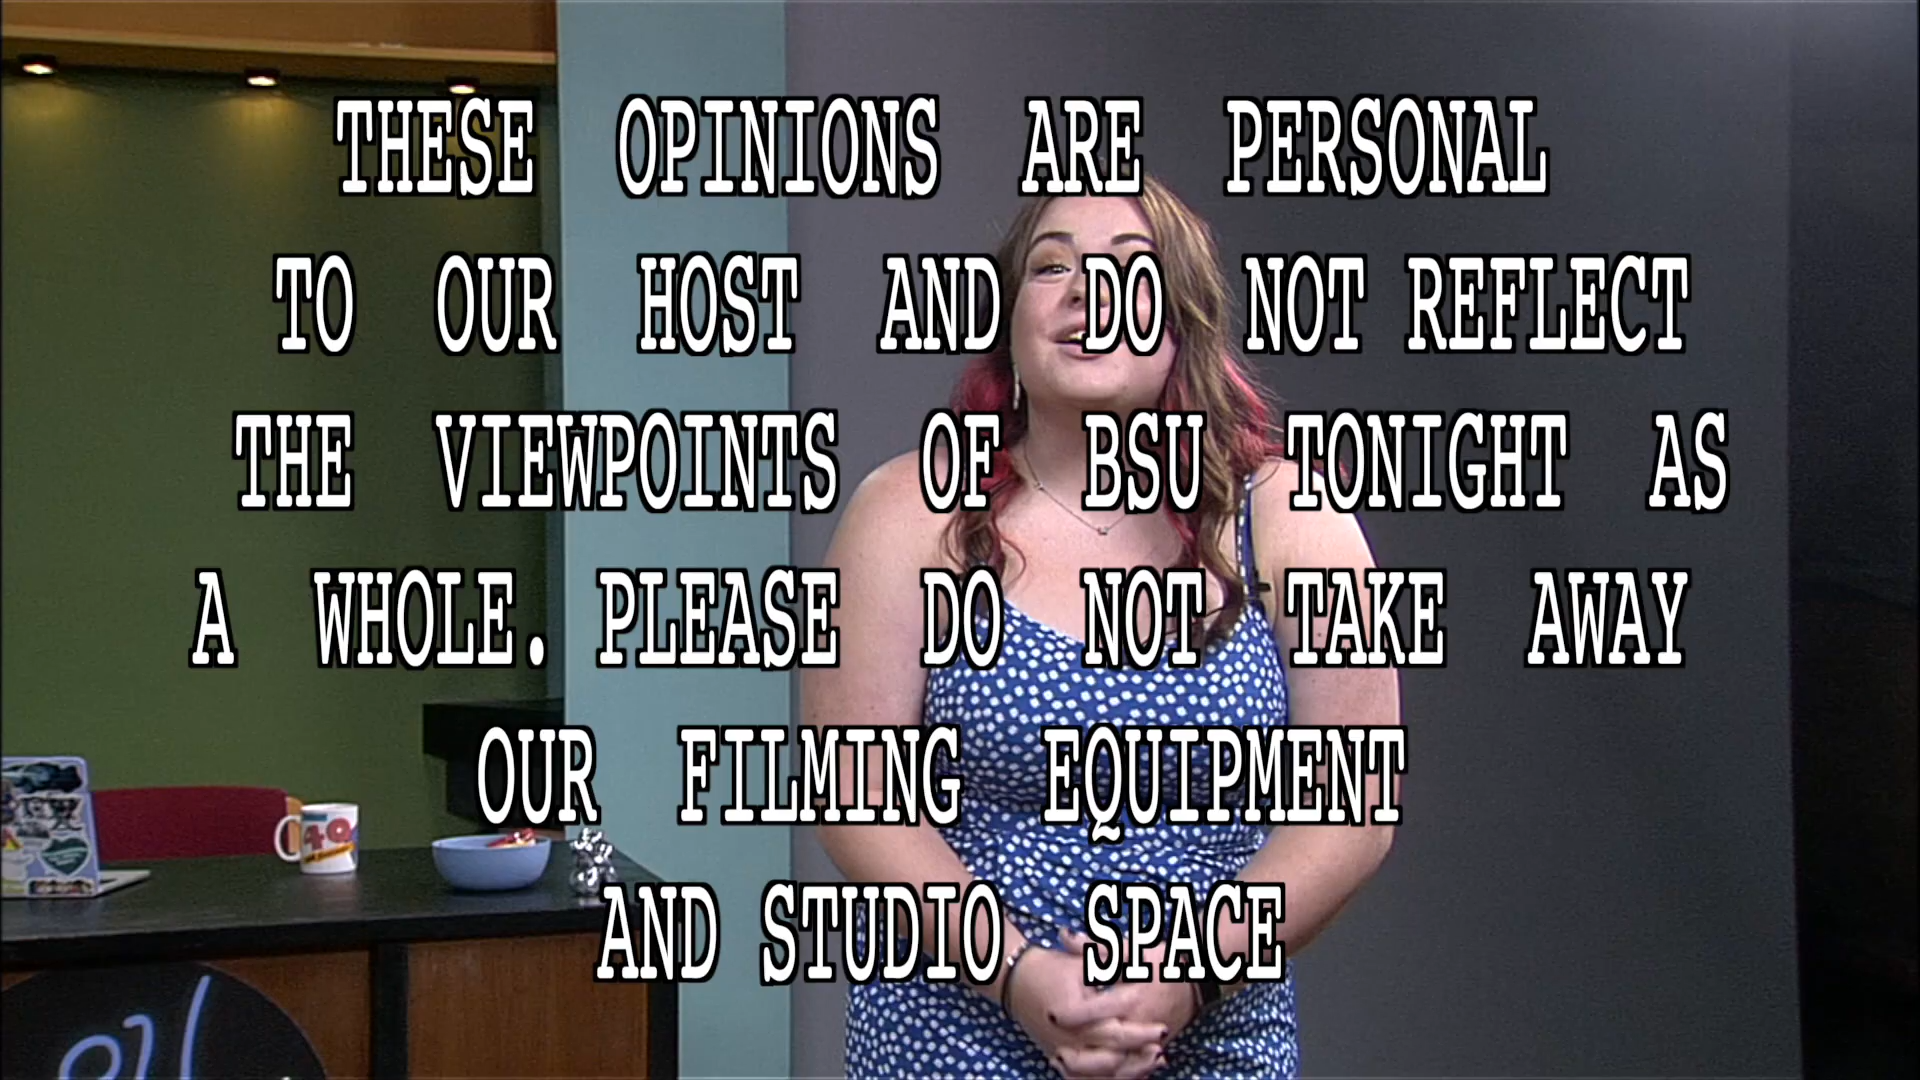 THESE OPINIONS ARE PERSONAL
TO OUR HOST AND DO NOT REFLECT
THE VIEWPOINTS OF BSU TONIGHT AS
A WHOLE. PLEASE DO NOT TAKE AWAY
OUR FILMING EQUIPMENT
AND STUDIO SPACE
40